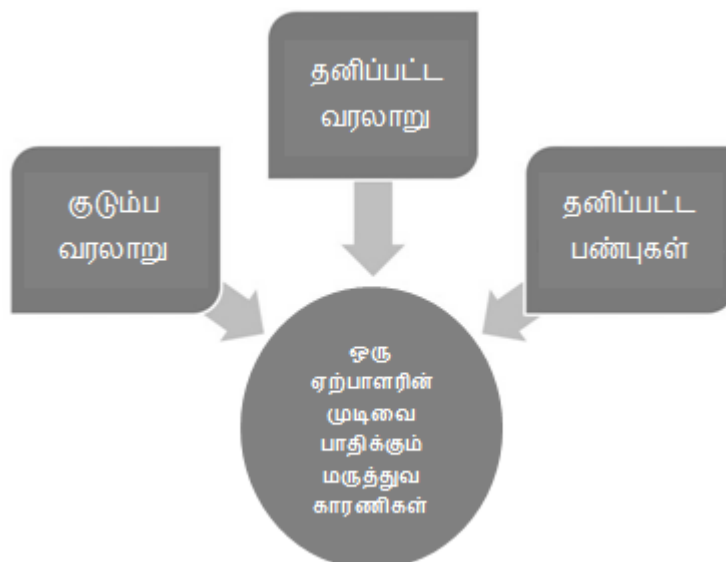 தனிப்பட்ட
வரலாறு
குடும்ப
வரலாறு
தனிப்பட்ட
பண்புகள்
ஒரு
ஏற்பாளரின்
முடிவை
பாதிக்கும்
மருத்துவ
காரணிகள்